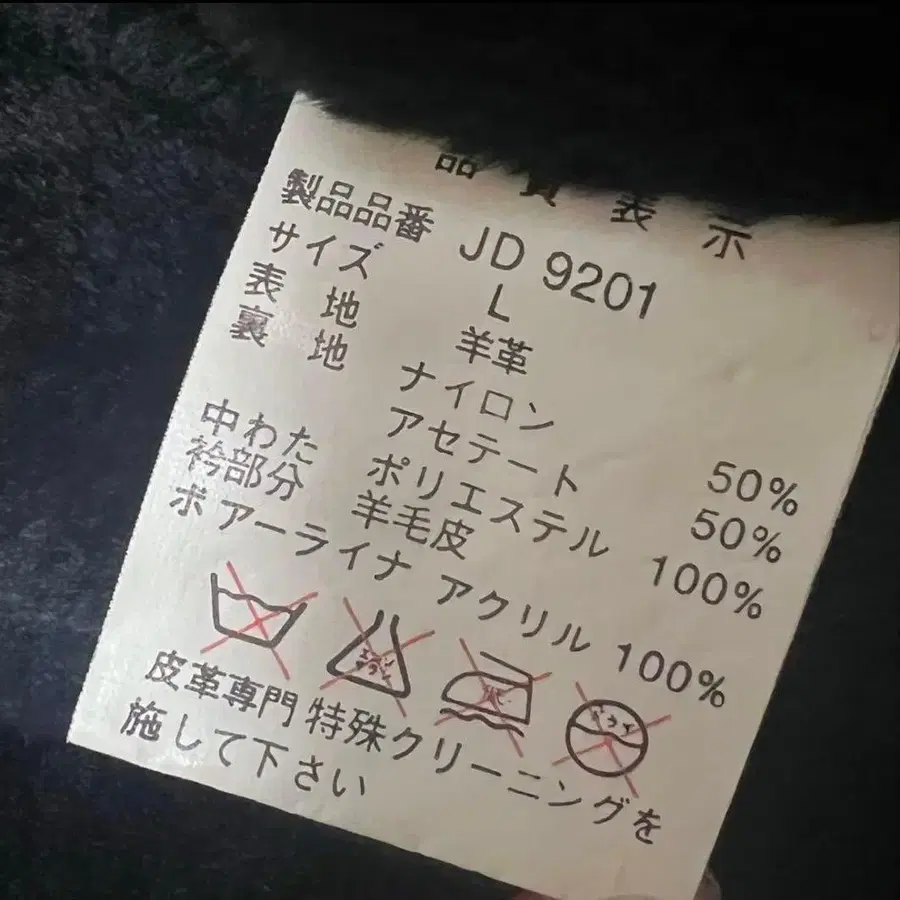 品質表示
製品品番 JD 9201
サイズ L
表地 羊革
裏地 ナイロン 50%
アセテート 50%
中わた ポリエステル 100%
衿部分 羊毛皮
ボアーライナ アクリル 100%
皮革専門特殊クリーニングを
施して下さい